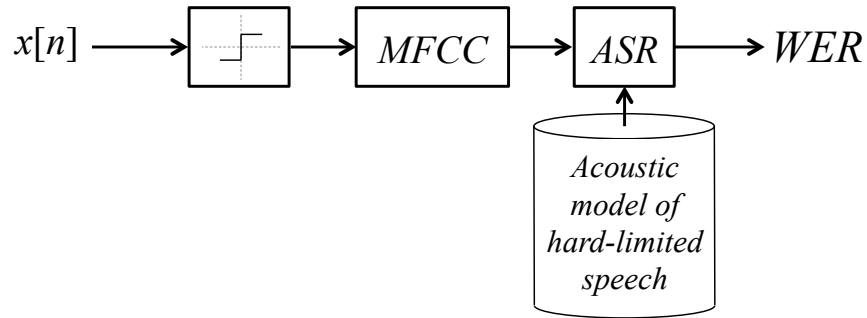 x[n]
MFCC
ASR
WER
Acoustic
model of
hard-limited
speech